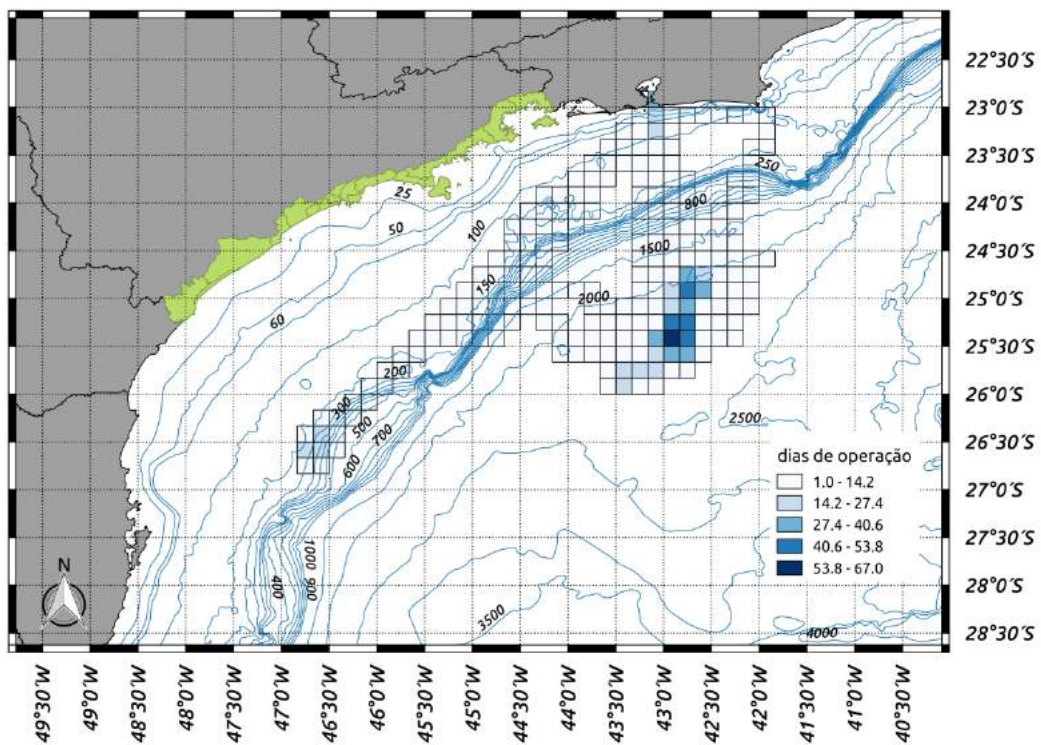 22°30´S
23°0´S
23°30´S
24°0´S
24°30´S
25°0´S
25°30´S
26°0´S
26°30´S
27°0´S
27°30´S
28°0´S
28°30´S
250
25
800
50
100
1500
150
2000
60
200
300
500
700
600
2500
dias de operação
1.0 - 14.2
14.2 - 27.4
27.4 - 40.6
40.6 - 53.8
53.8 - 67.0
N
1000
900
400
3500
4000
49°30´W
49°0´W
48°30´W
48°0´W
47°30´W
47°0´W
46°30´W
46°0´W
45°30´W
45°0´W
44°30´W
44°0´W
43°30´W
43°0´W
42°30´W
42°0´W
41°30´W
41°0´W
40°30´W